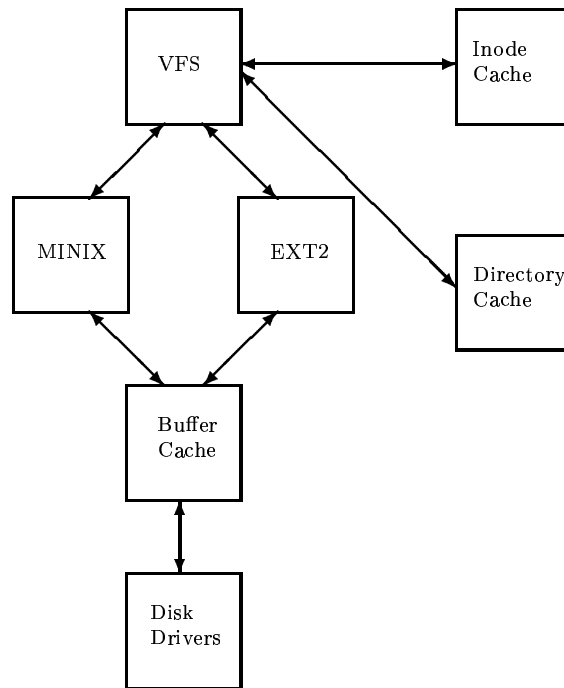 VFS
Inode
Cache
MINIX
EXT2
Directory
Cache
Buffer
Cache
Disk
Drivers